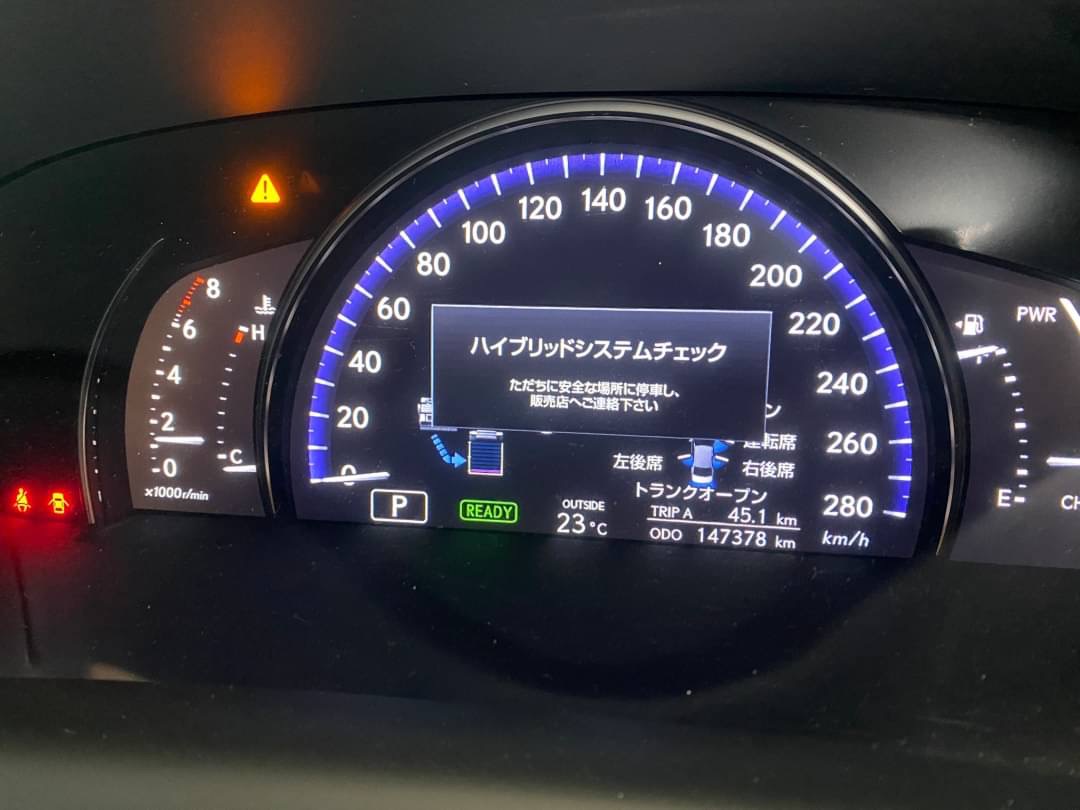 8
6
4
2
0
x1000r/min
H
C
0
20
40
60
80
100
120
140
160
180
200
220
240
260
280
km/h
ハイブリッドシステムチェック
ただちに安全な場所に停車し、
販売店へご連絡下さい
運転席
左後席 右後席
トランクオープン
P
READY
OUTSIDE
23°C
TRIP A 45.1 km
ODO 147378 km
PWR
E